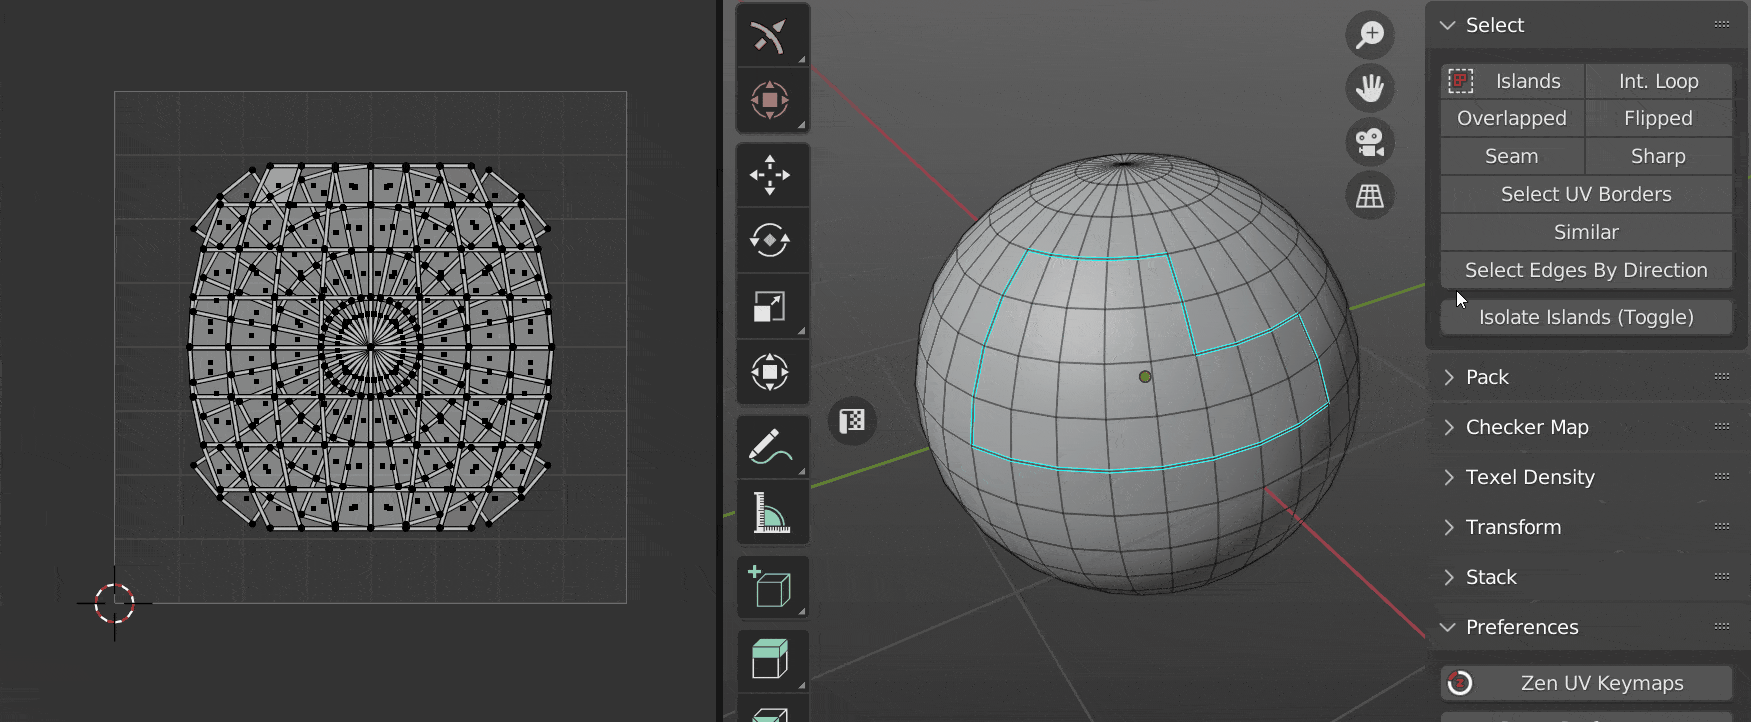 Select
Islands
Int. Loop
Overlapped
Flipped
Seam
Sharp
Select UV Borders
Similar
Select Edges By Direction
Isolate Islands (Toggle)
Pack
Checker Map
Texel Density
Transform
Stack
Preferences
Zen UV Keymaps